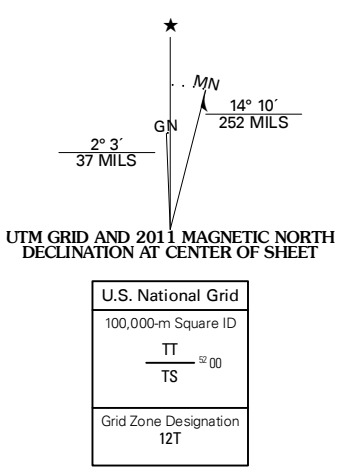 ★
MN
GN
14° 10´
252 MILS
2° 3´
37 MILS
UTM GRID AND 2011 MAGNETIC NORTH
DECLINATION AT CENTER OF SHEET
U.S. National Grid
100,000-m Square ID
TT
52 00
TS
Grid Zone Designation
12T